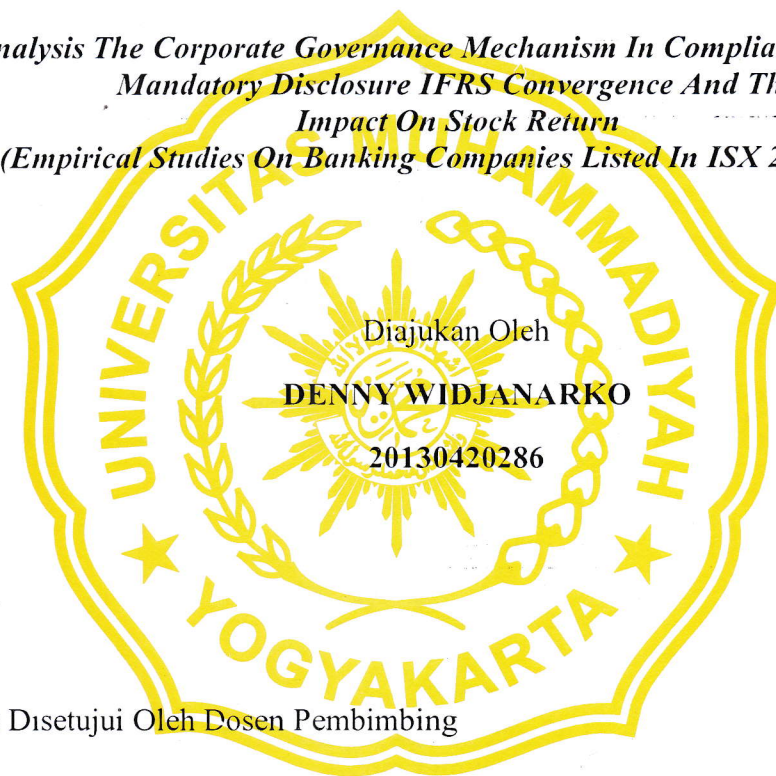 nalysis The Corporate Governance Mechanism In Complia
Mandatory Disclosure IFRS Convergence And Th
Impact On Stock Return
(Empirical Studies On Banking Companies Listed In ISX 2
UNIVERSITAS MUHAMMADIYAH
Diajukan Oleh
DENNY WIDJANARKO
20130420286
YOGYAKARTA
Disetujui Oleh Dosen Pembimbing